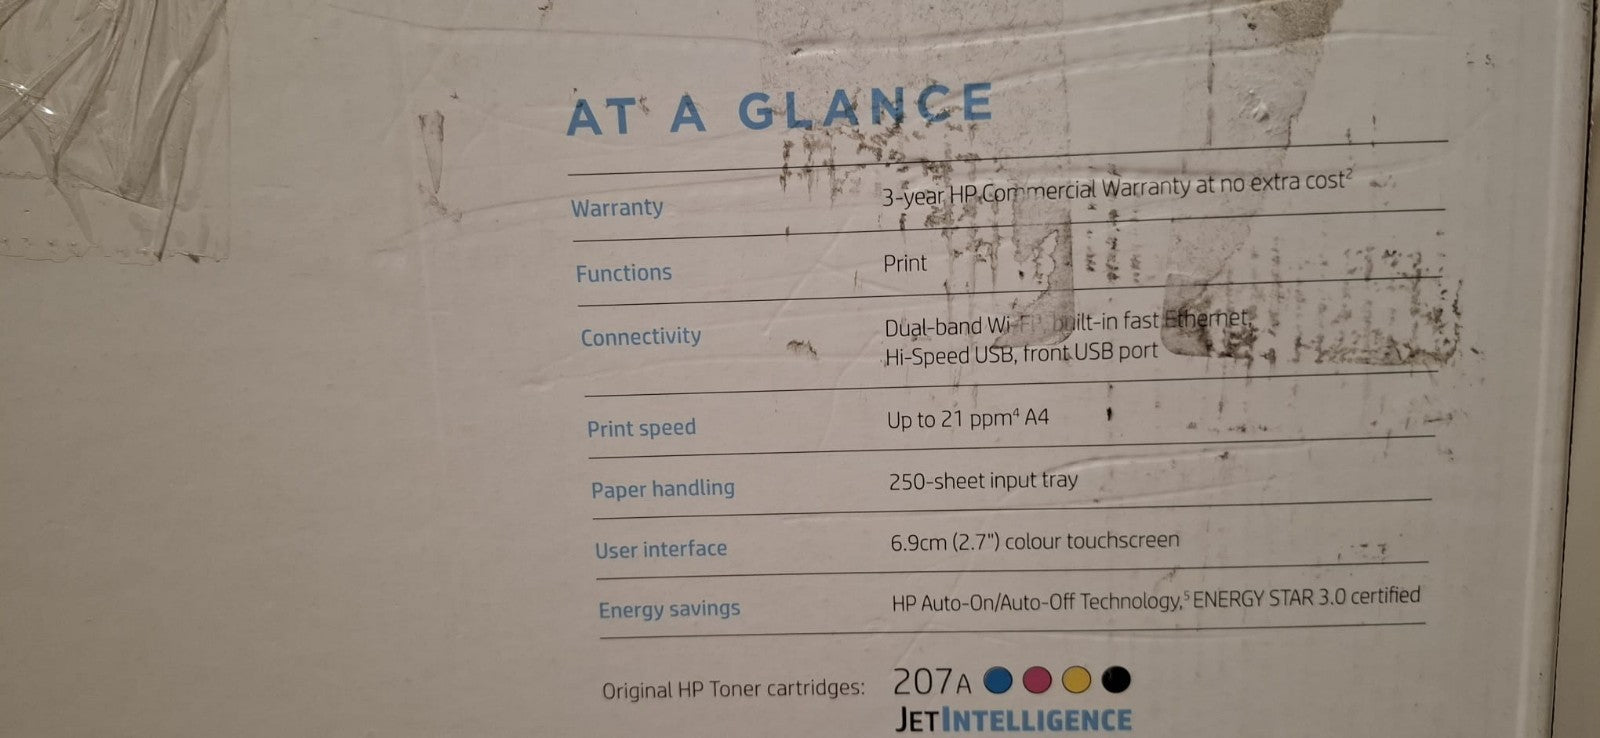 AT A GLANCE
Warranty 3-year HP Commercial Warranty at no extra cost²
Functions Print
Connectivity Dual-band Wi-Fi, built-in fast Ethernet,
Hi-Speed USB, front USB port
Print speed Up to 21 ppm⁴ A4
Paper handling 250-sheet input tray
User interface 6.9cm (2.7") colour touchscreen
Energy savings HP Auto-On/Auto-Off Technology,⁵ ENERGY STAR 3.0 certified
Original HP Toner cartridges: 207A
JETINTELLIGENCE